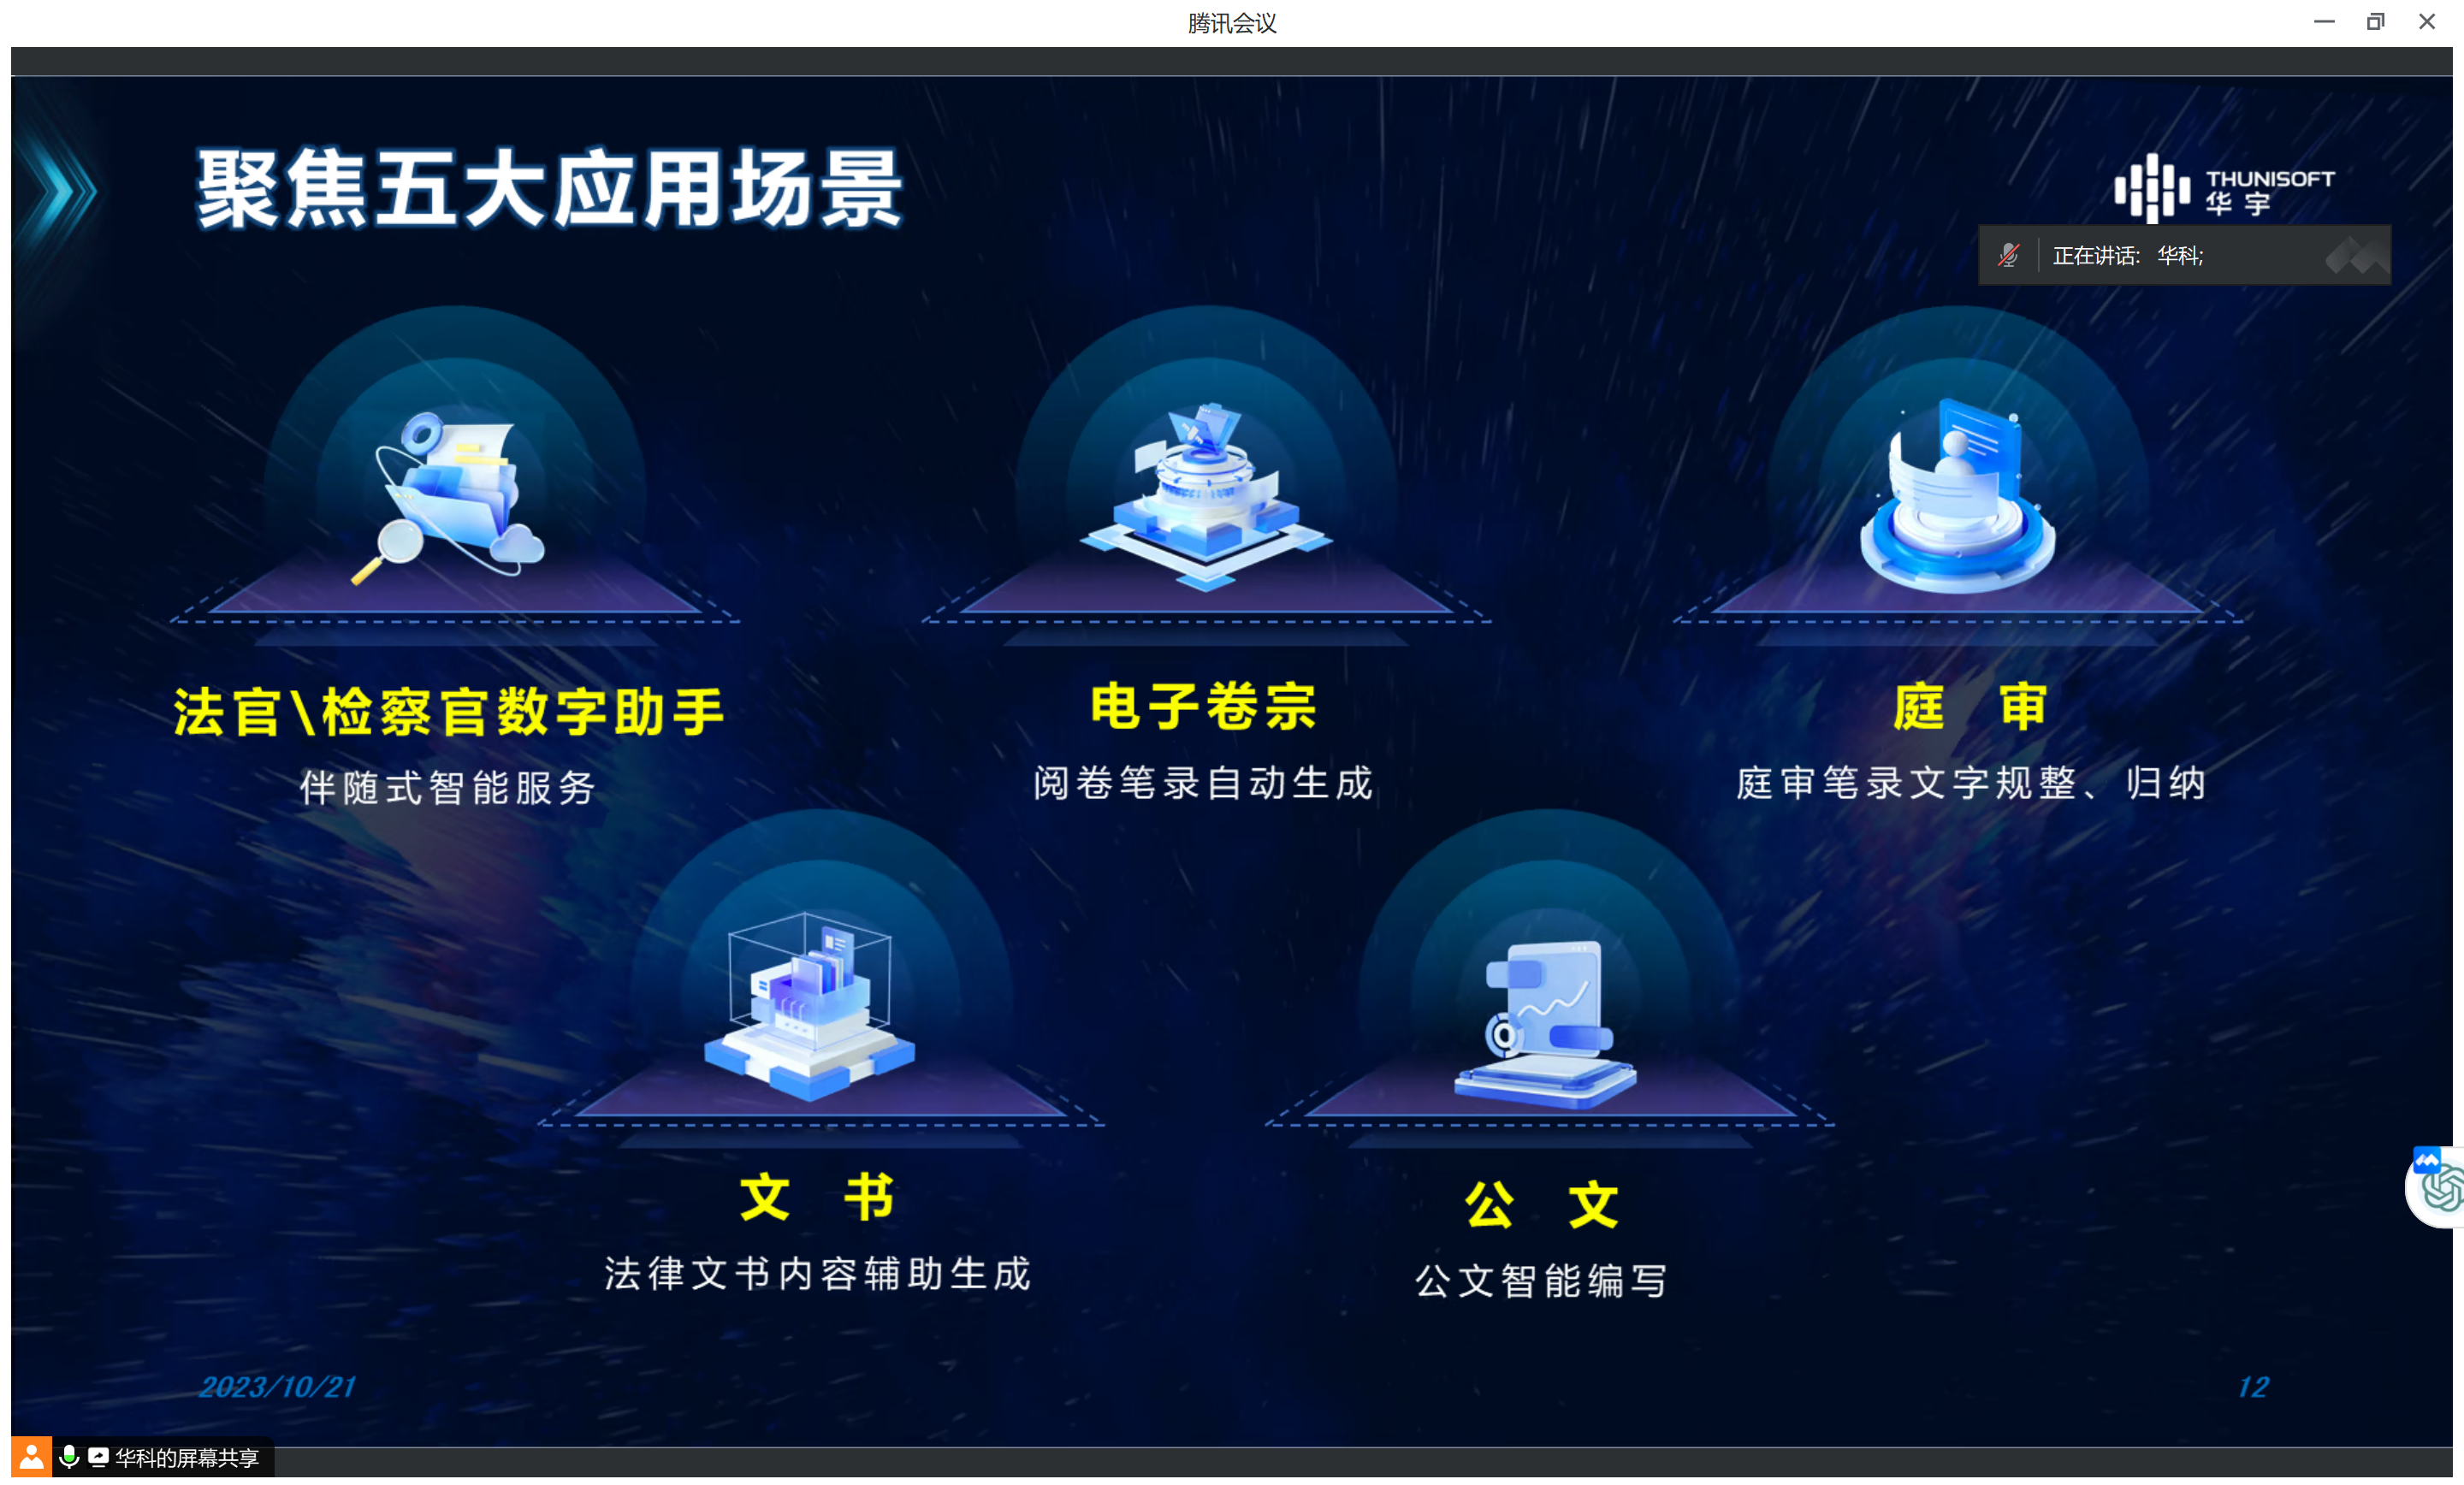 腾讯会议
聚焦五大应用场景
THUNISOFT
华宇
正在讲话: 华科;
法官\检察官数字助手
伴随式智能服务
电子卷宗
阅卷笔录自动生成
庭 审
庭审笔录文字规整、归纳
文 书
法律文书内容辅助生成
公 文
公文智能编写
2023/10/21
12
华科的屏幕共享